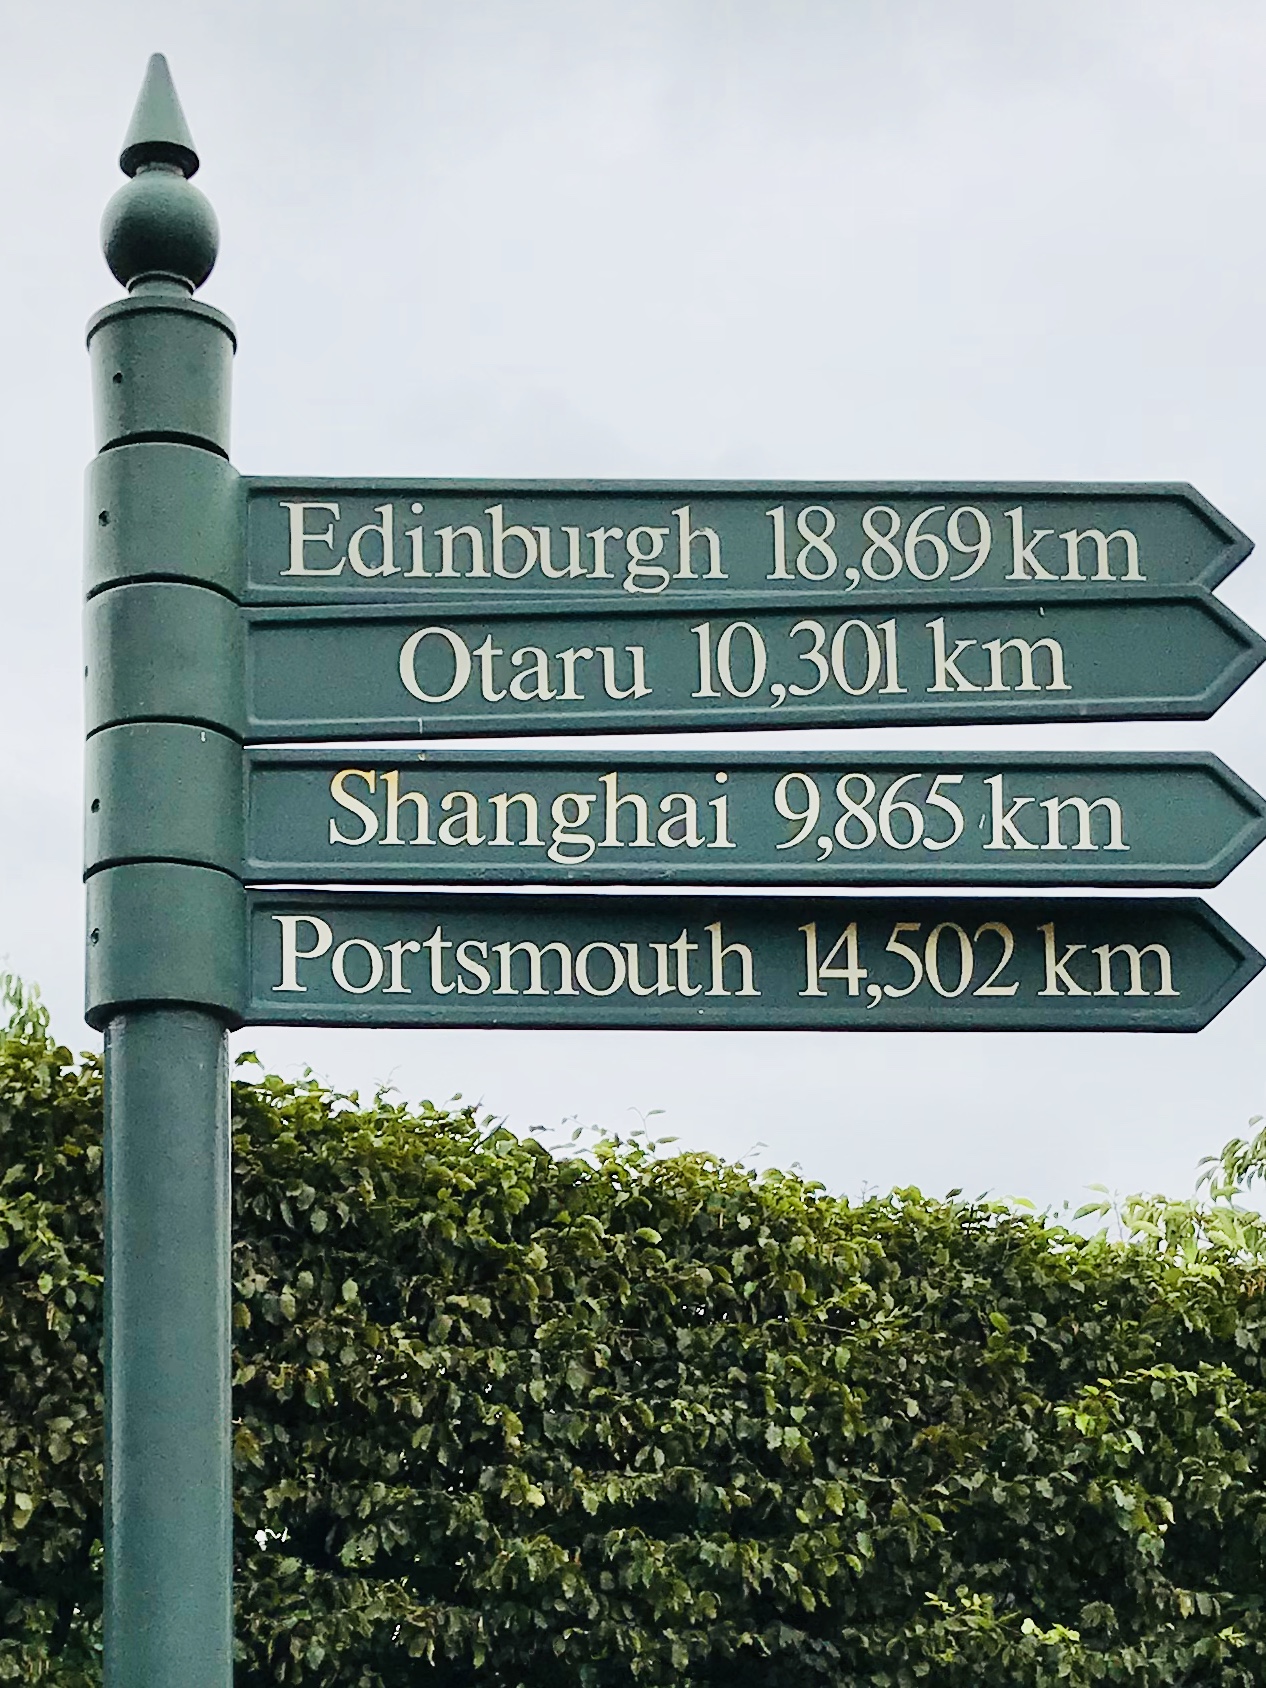 Edinburgh 18,869 km
Otaru 10,301 km
Shanghai 9,865 km
Portsmouth 14,502 km